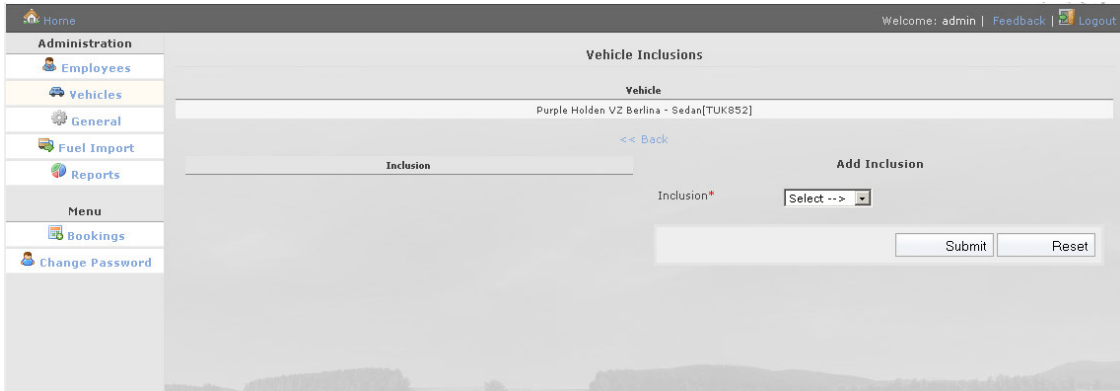 Home
Welcome: admin | Feedback | Logout
Administration
Employees
Vehicles
General
Fuel Import
Reports
Menu
Bookings
Change Password
Vehicle Inclusions
Vehicle
Purple Holden VZ Berlina - Sedan[TUK852]
<< Back
Inclusion
Add Inclusion
Inclusion*
Select -->
Submit Reset